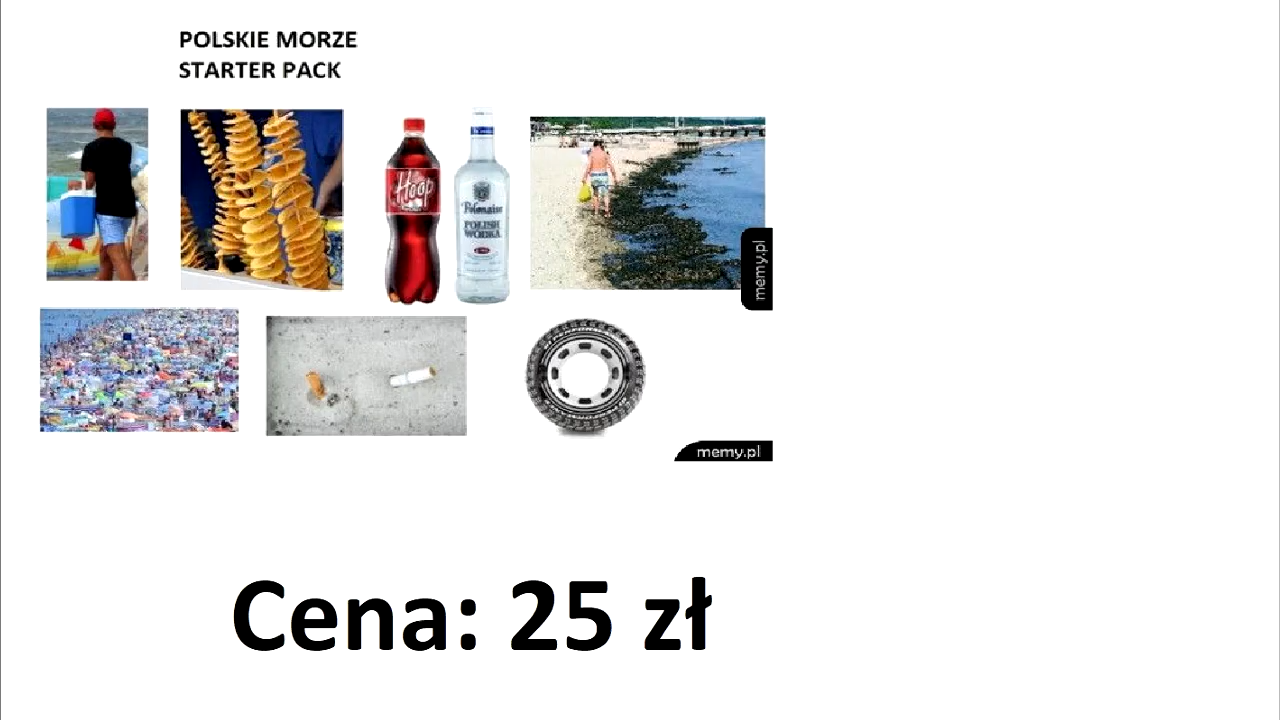 POLSKIE MORZE
STARTER PACK
Hoop
Polonaise
POLISH
WODKA
memy.pl
memy.pl
Cena: 25 zł